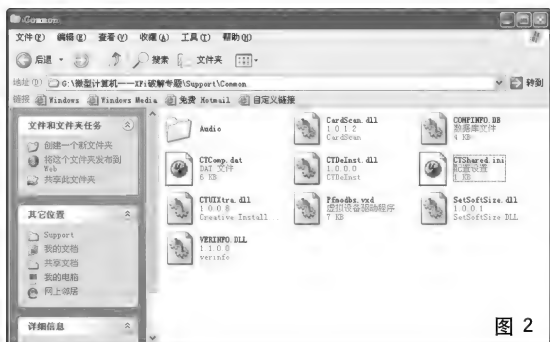 Common
文件(F) 编辑(E) 查看(V) 收藏(A) 工具(T) 帮助(H)
后退 搜索 文件夹
地址(D) G:\微型计算机——XFi破解专题\Support\Common 转到
链接 Windows Windows Media 免费 Hotmail 自定义链接
文件和文件夹任务
创建一个新文件夹
将这个文件夹发布到
Web
共享此文件夹
其它位置
Support
我的文档
共享文档
我的电脑
网上邻居
详细信息
Audio
CardScan.dll
1.0.1.2
CardScan
COMPINFO.DB
数据库文件
4 KB
CTComp.dat
DAT 文件
6 KB
CTDeInst.dll
1.0.0.0
CTDeInst
CTShared.ini
配置设置
1 KB
CTUIXtra.dll
1.0.0.8
Creative Install
Pfmodbs.vxd
虚拟设备驱动程序
7 KB
SetSoftSize.dll
1.0.0.1
SetSoftSize DLL
VERINFO.DLL
1.1.0.0
verinfo
图 2